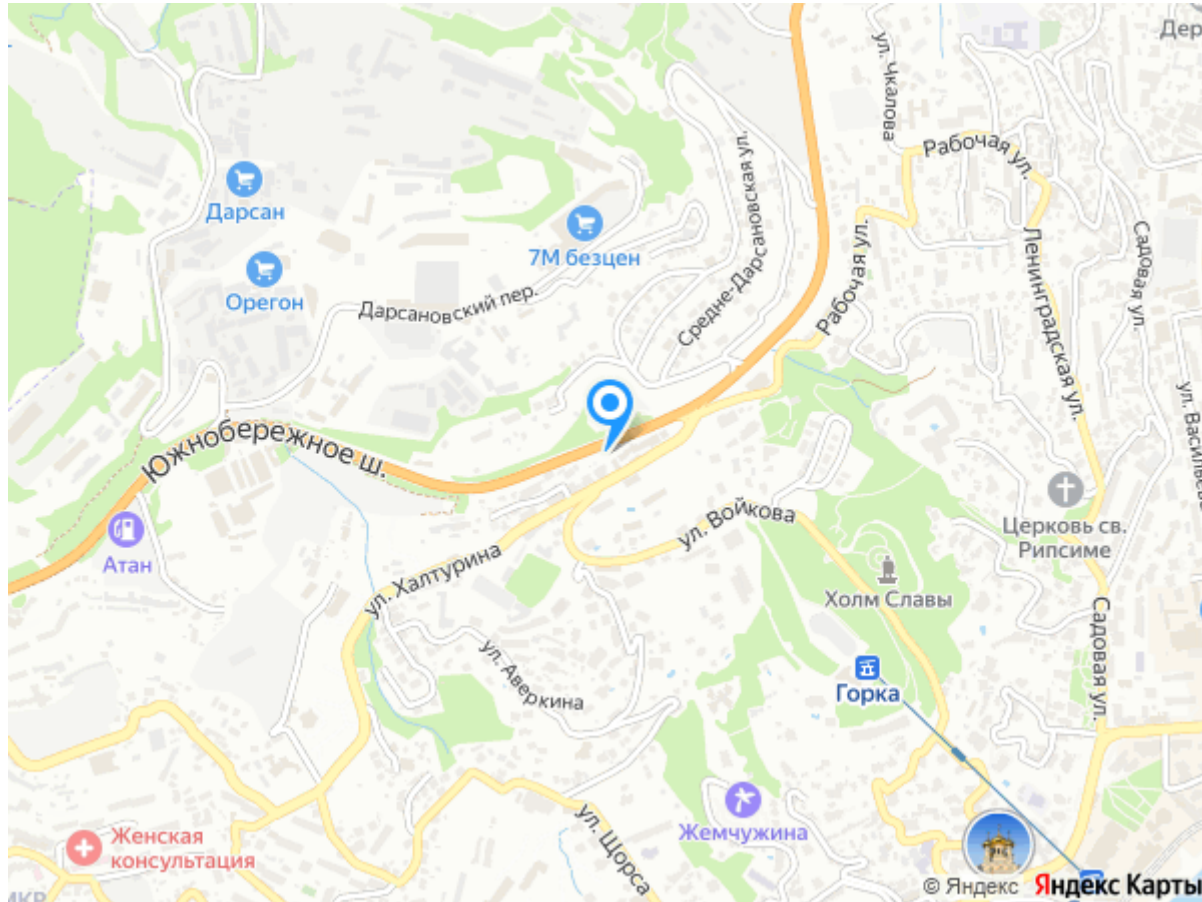 Дер
ул. Чкалова
Рабочая ул.
Дарсан
Средне-Дарсановская ул.
7М безцен
Орегон
Дарсановский пер.
Рабочая ул.
Ленинградская ул.
Садовая ул.
ул. Васильева
Южнобережное ш.
Атан
ул. Войкова
Церковь св.
Рипсиме
ул. Халтурина
Холм Славы
ул. Аверкина
Горка
Садовая ул.
Жемчужина
ул. Щорса
Женская
консультация
МКР
© Яндекс Яндекс Карты